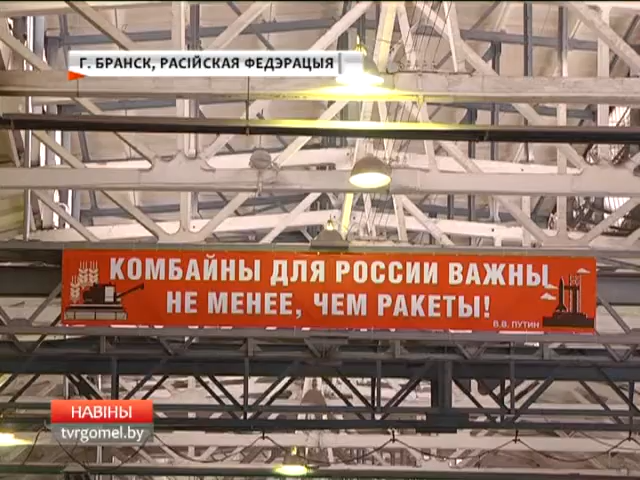 Г. БРАНСК, РАСІЙСКАЯ ФЕДЭРАЦЫЯ
КОМБАЙНЫ ДЛЯ РОССИИ ВАЖНЫ
НЕ МЕНЕЕ, ЧЕМ РАКЕТЫ!
В.В. ПУТИН
НАВІНЫ
tvrgomel.by